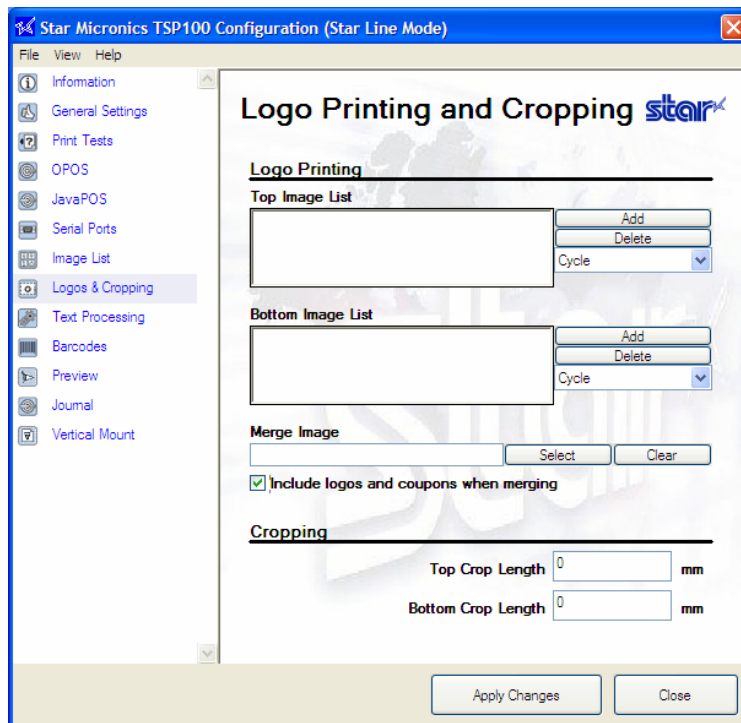 Star Micronics TSP100 Configuration (Star Line Mode)
File View Help
Information
General Settings
Print Tests
OPOS
JavaPOS
Serial Ports
Image List
Logos & Cropping
Text Processing
Barcodes
Preview
Journal
Vertical Mount
Logo Printing and Cropping star
Logo Printing
Top Image List
Add
Delete
Cycle
Bottom Image List
Add
Delete
Cycle
Merge Image
Select Clear
Include logos and coupons when merging
Cropping
Top Crop Length 0 mm
Bottom Crop Length 0 mm
Apply Changes Close